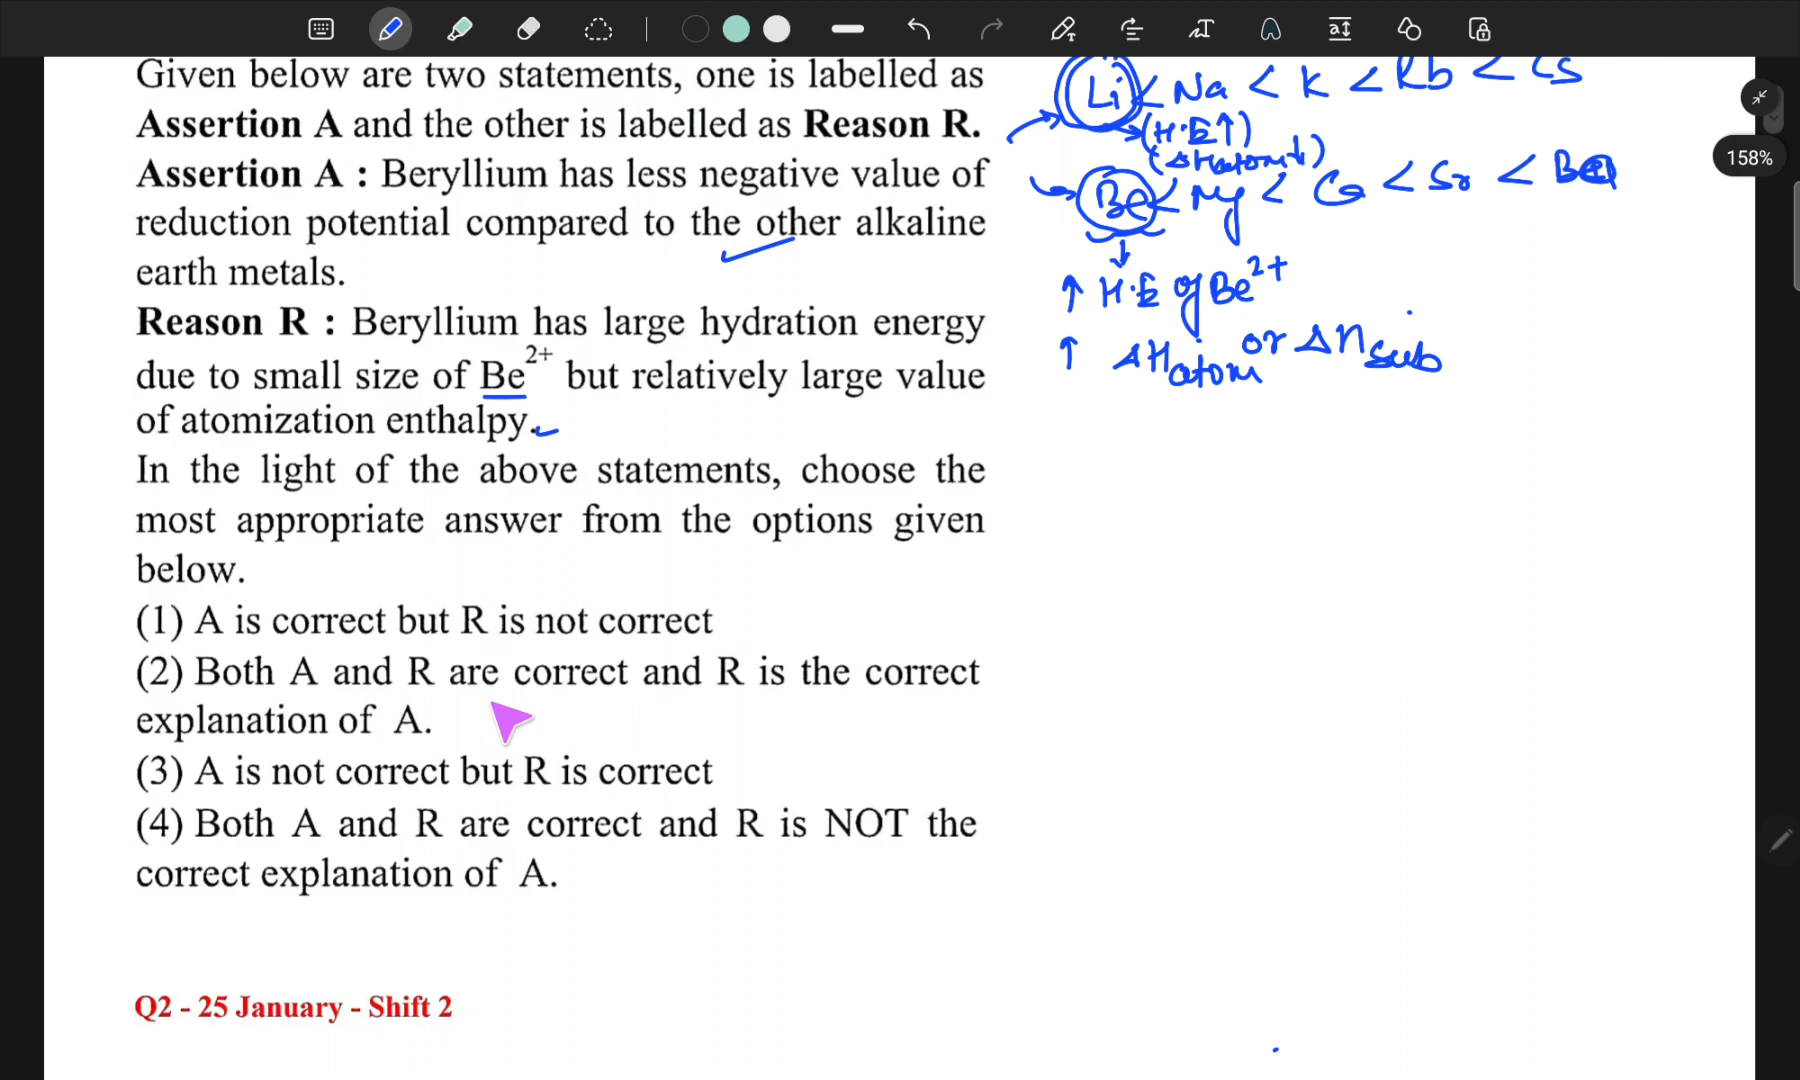 158%
Given below are two statements, one is labelled as
Assertion A and the other is labelled as Reason R.
Assertion A : Beryllium has less negative value of
reduction potential compared to the other alkaline
earth metals.
Reason R : Beryllium has large hydration energy
due to small size of Be2+ but relatively large value
of atomization enthalpy.
In the light of the above statements, choose the
most appropriate answer from the options given
below.
(1) A is correct but R is not correct
(2) Both A and R are correct and R is the correct
explanation of A.
(3) A is not correct but R is correct
(4) Both A and R are correct and R is NOT the
correct explanation of A.
Q2 - 25 January - Shift 2
Li < Na < K < Rb < Cs
(H.E↑)
(ΔHatom↓)
Be < Mg < Ca < Sr < Ba
↓
↑ H.E of Be2+
↑ ΔHatom or ΔHsub